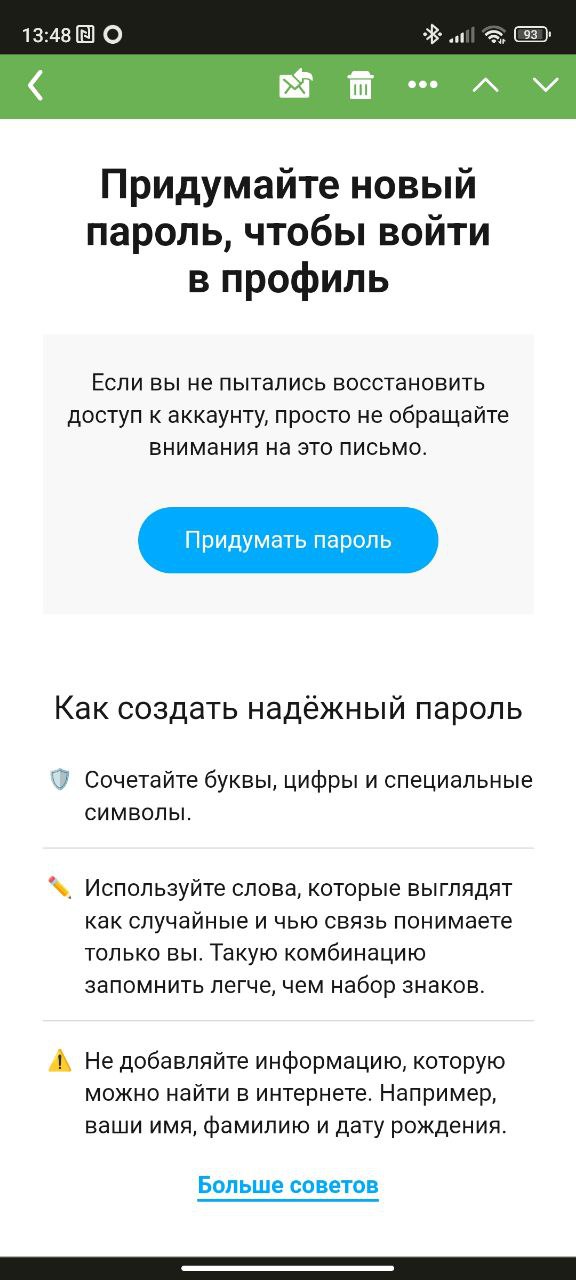 13:48
93
Придумайте новый
пароль, чтобы войти
в профиль
Если вы не пытались восстановить
доступ к аккаунту, просто не обращайте
внимания на это письмо.
Придумать пароль
Как создать надёжный пароль
Сочетайте буквы, цифры и специальные
символы.
Используйте слова, которые выглядят
как случайные и чью связь понимаете
только вы. Такую комбинацию
запомнить легче, чем набор знаков.
Не добавляйте информацию, которую
можно найти в интернете. Например,
ваши имя, фамилию и дату рождения.
Больше советов